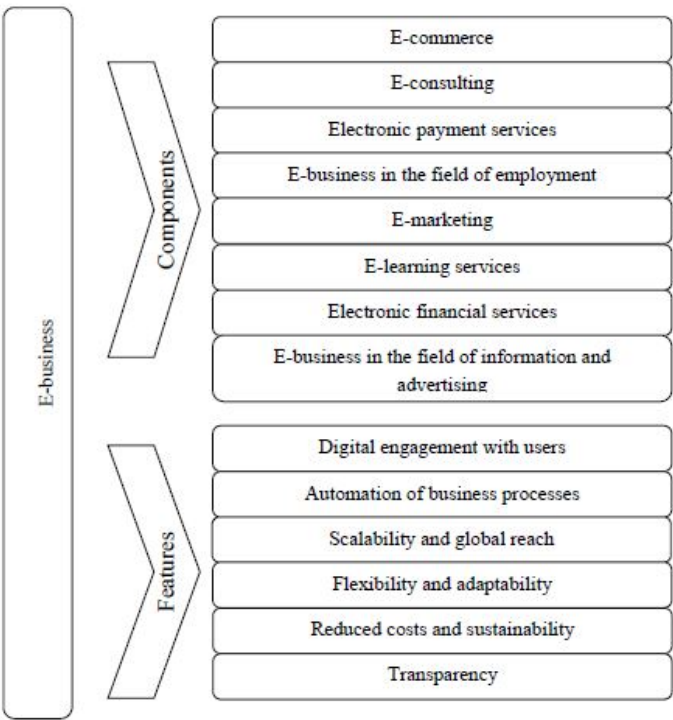 E-business
Components
E-commerce
E-consulting
Electronic payment services
E-business in the field of employment
E-marketing
E-learning services
Electronic financial services
E-business in the field of information and
advertising
Features
Digital engagement with users
Automation of business processes
Scalability and global reach
Flexibility and adaptability
Reduced costs and sustainability
Transparency